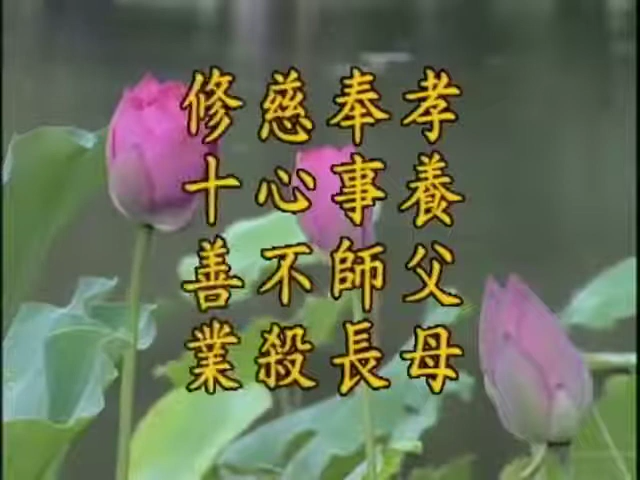 孝養父母
奉事師長
慈心不殺
修十善業